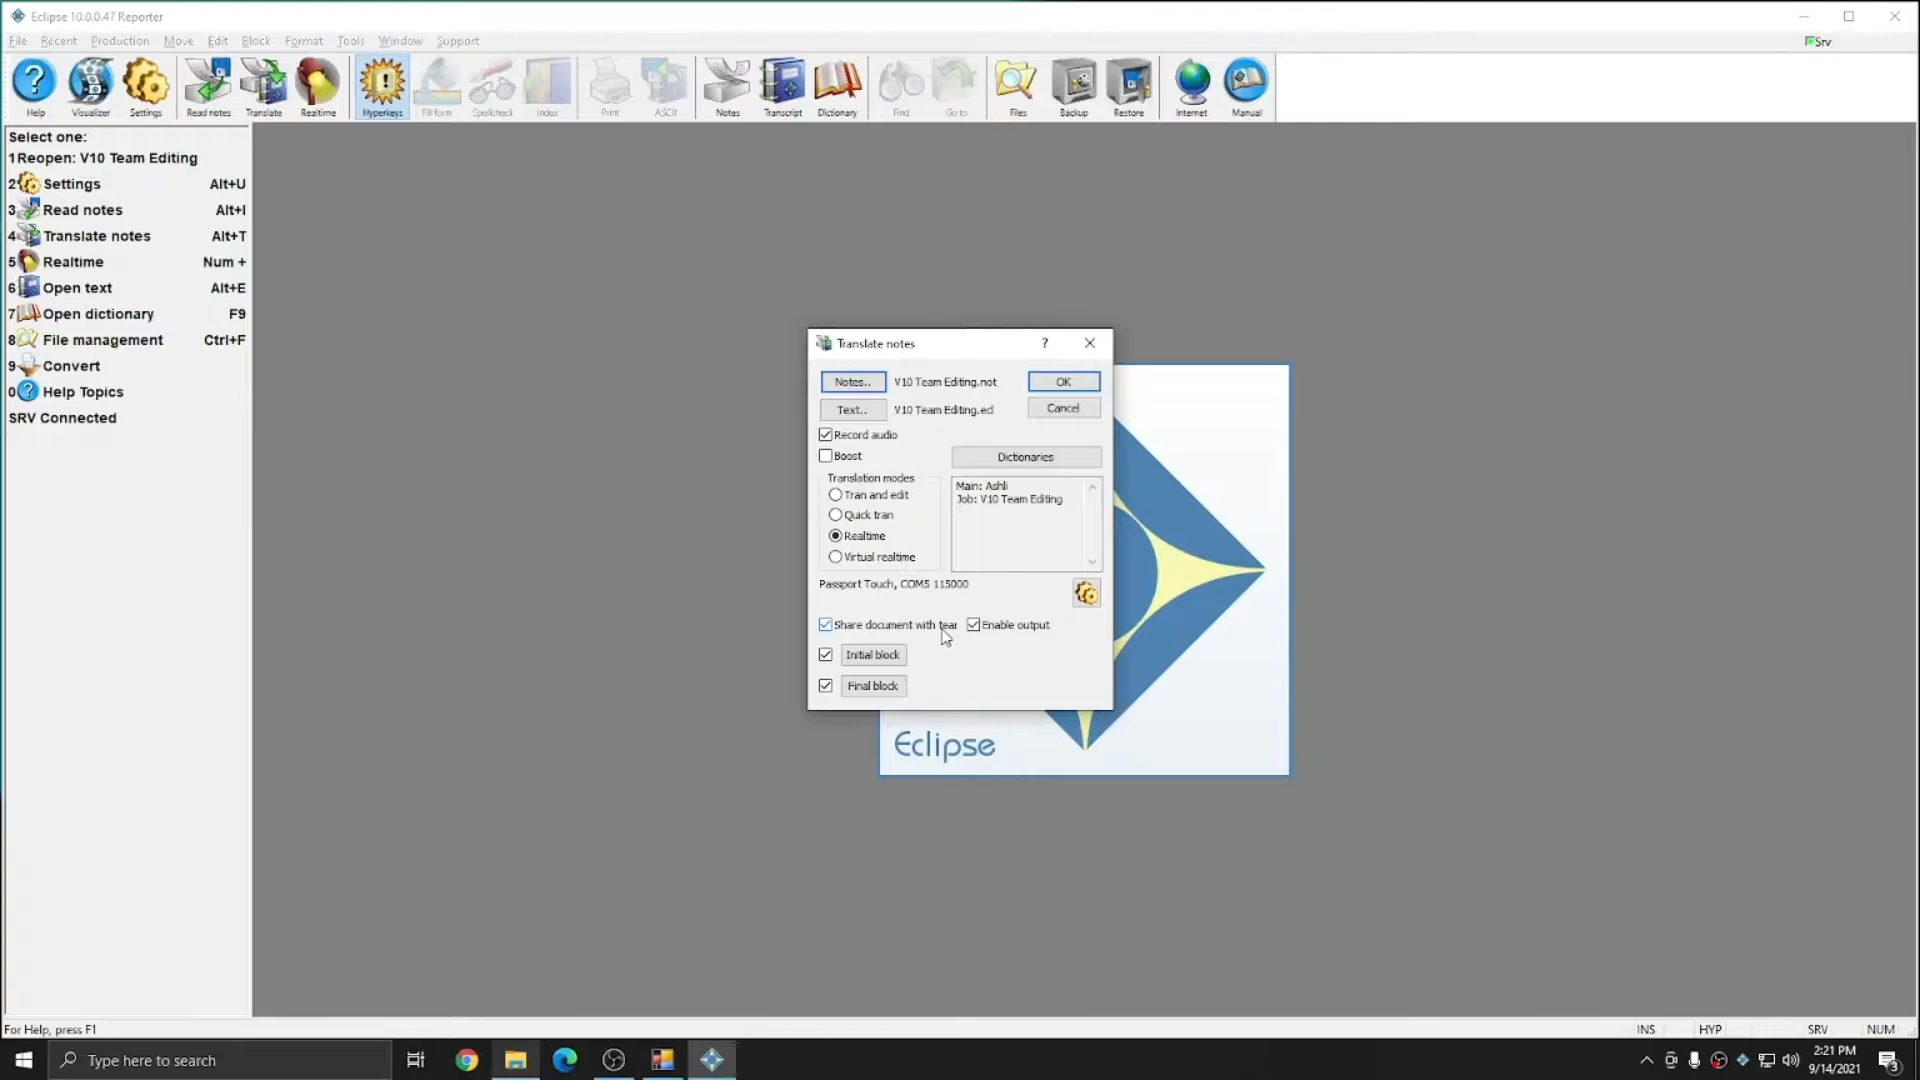 Eclipse 10.0.0.47 Reporter
File Recent Production Move Edit Block Format Tools Window Support
Srv
Help Visualizer Settings Read notes Translate Realtime Hyperkeys Fill form Spellcheck Index Print ASCII Notes Transcript Dictionary Find Go to Files Backup Restore Internet Manual
Select one:
1 Reopen: V10 Team Editing
2 Settings Alt+U
3 Read notes Alt+I
4 Translate notes Alt+T
5 Realtime Num +
6 Open text Alt+E
7 Open dictionary F9
8 File management Ctrl+F
9 Convert
0 Help Topics
SRV Connected
Translate notes ?
Notes.. V10 Team Editing.not OK
Text.. V10 Team Editing.ed Cancel
Record audio
Boost
Dictionaries
Translation modes
Tran and edit
Quick tran
Realtime
Virtual realtime
Main: Ashli
Job: V10 Team Editing
Passport Touch, COM5 115000
Share document with tear Enable output
Initial block
Final block
Eclipse
For Help, press F1
INS HYP SRV NUM
Type here to search
2:21 PM
9/14/2021
3